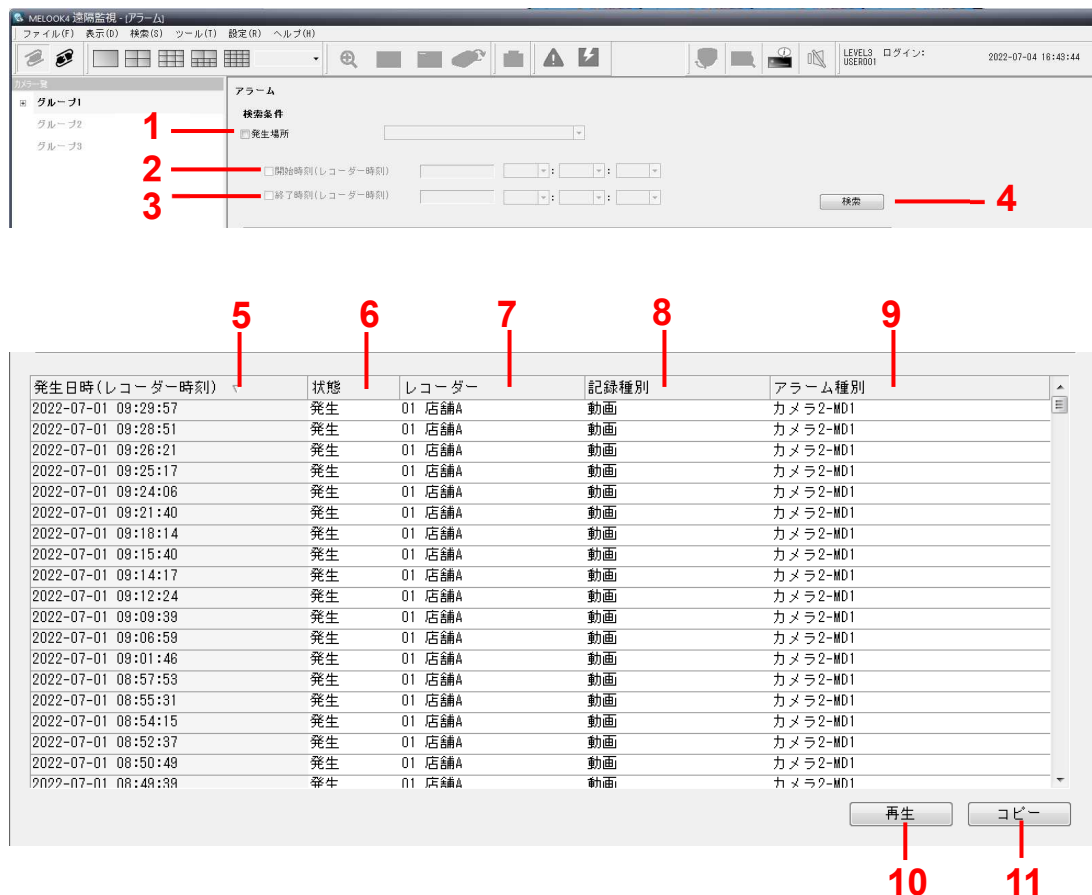 MELOOK4 遠隔監視 - [アラーム]
ファイル(F) 表示(D) 検索(S) ツール(T) 設定(R) ヘルプ(H)
LEVEL3 ログイン:
USER001
2022-07-04 16:43:44
カメラ一覧
グループ1
グループ2
グループ3
アラーム
検索条件
1
発生場所
2
開始時刻(レコーダー時刻) : :
3
終了時刻(レコーダー時刻) : :
検索
4
5 6 7 8 9
発生日時(レコーダー時刻) 状態 レコーダー 記録種別 アラーム種別
2022-07-01 09:29:57 発生 01 店舗A 動画 カメラ2-MD1
2022-07-01 09:28:51 発生 01 店舗A 動画 カメラ2-MD1
2022-07-01 09:26:21 発生 01 店舗A 動画 カメラ2-MD1
2022-07-01 09:25:17 発生 01 店舗A 動画 カメラ2-MD1
2022-07-01 09:24:06 発生 01 店舗A 動画 カメラ2-MD1
2022-07-01 09:21:40 発生 01 店舗A 動画 カメラ2-MD1
2022-07-01 09:18:14 発生 01 店舗A 動画 カメラ2-MD1
2022-07-01 09:15:40 発生 01 店舗A 動画 カメラ2-MD1
2022-07-01 09:14:17 発生 01 店舗A 動画 カメラ2-MD1
2022-07-01 09:12:24 発生 01 店舗A 動画 カメラ2-MD1
2022-07-01 09:09:39 発生 01 店舗A 動画 カメラ2-MD1
2022-07-01 09:06:59 発生 01 店舗A 動画 カメラ2-MD1
2022-07-01 09:01:46 発生 01 店舗A 動画 カメラ2-MD1
2022-07-01 08:57:53 発生 01 店舗A 動画 カメラ2-MD1
2022-07-01 08:55:31 発生 01 店舗A 動画 カメラ2-MD1
2022-07-01 08:54:15 発生 01 店舗A 動画 カメラ2-MD1
2022-07-01 08:52:37 発生 01 店舗A 動画 カメラ2-MD1
2022-07-01 08:50:49 発生 01 店舗A 動画 カメラ2-MD1
2022-07-01 08:49:39 発生 01 店舗A 動画 カメラ2-MD1
再生 コピー
10 11